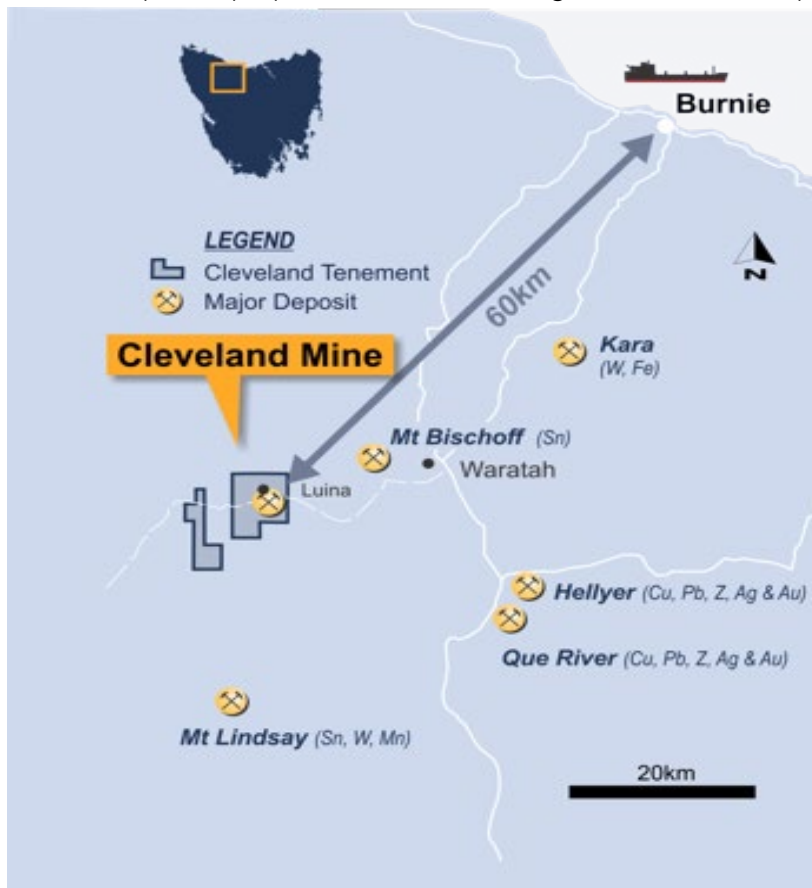 Burnie
LEGEND
Cleveland Tenement
Major Deposit
N
60km
Cleveland Mine
Kara
(W, Fe)
Mt Bischoff (Sn)
Waratah
Luina
Hellyer (Cu, Pb, Z, Ag & Au)
Que River (Cu, Pb, Z, Ag & Au)
Mt Lindsay (Sn, W, Mn)
20km